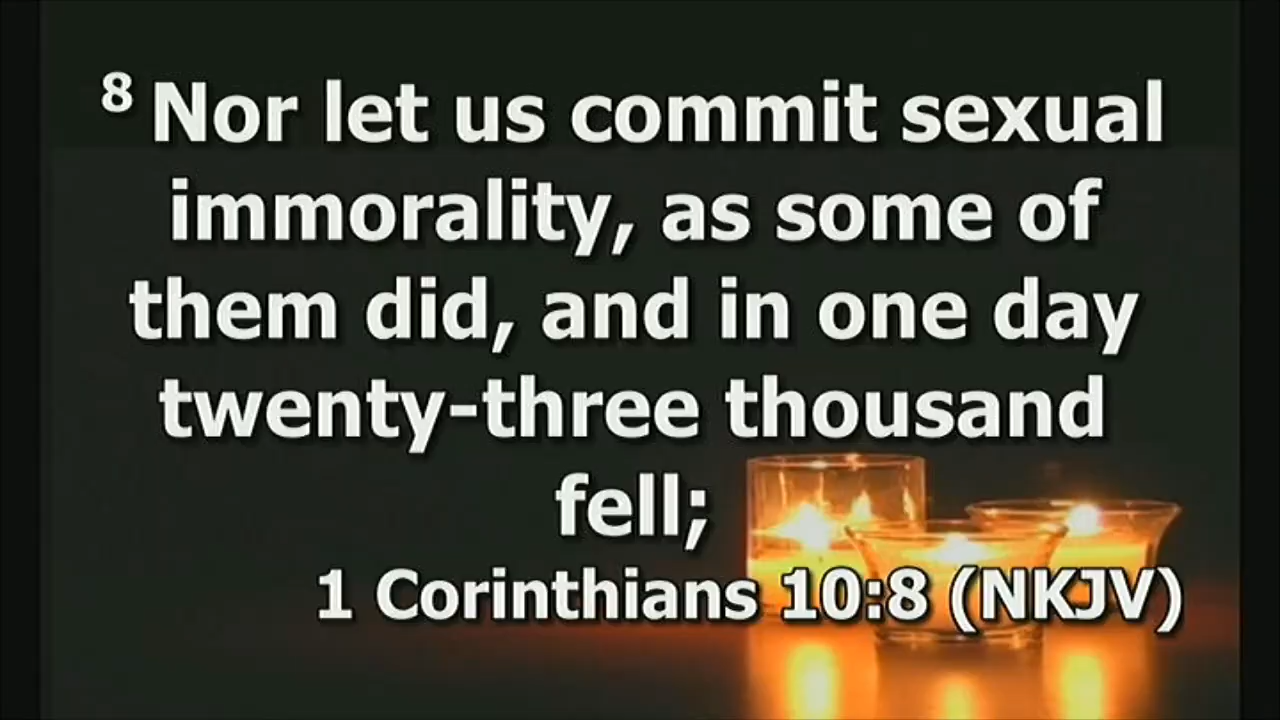 8 Nor let us commit sexual
immorality, as some of
them did, and in one day
twenty-three thousand
fell;
1 Corinthians 10:8 (NKJV)